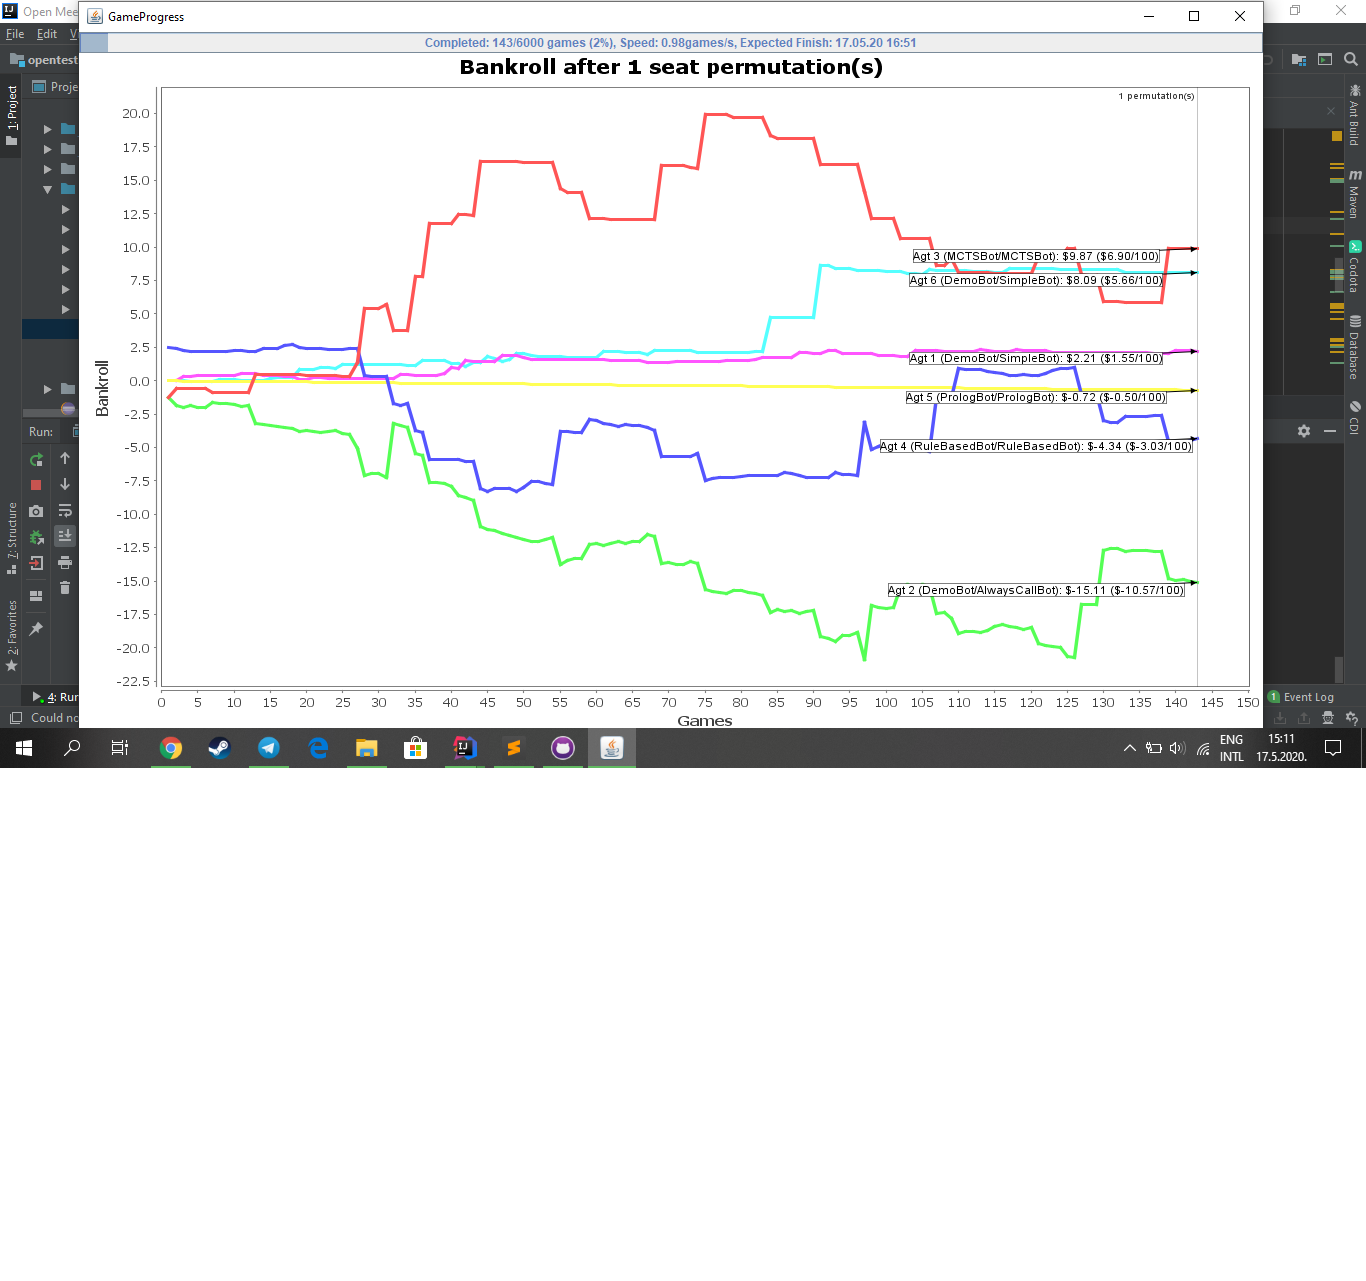 Open Mee
GameProgress
File Edit V
Completed: 143/6000 games (2%), Speed: 0.98games/s, Expected Finish: 17.05.20 16:51
opentest
Bankroll after 1 seat permutation(s)
Proje
1: Project
1 permutation(s)
20.0
17.5
15.0
12.5
10.0
7.5
5.0
2.5
0.0
-2.5
-5.0
-7.5
-10.0
-12.5
-15.0
-17.5
-20.0
-22.5
Bankroll
Agt 3 (MCTSBot/MCTSBot): $9.87 ($6.90/100)
Agt 6 (DemoBot/SimpleBot): $8.09 ($5.66/100)
Agt 1 (DemoBot/SimpleBot): $2.21 ($1.55/100)
Agt 5 (PrologBot/PrologBot): $-0.72 ($-0.50/100)
Agt 4 (RuleBasedBot/RuleBasedBot): $-4.34 ($-3.03/100)
Agt 2 (DemoBot/AlwaysCallBot): $-15.11 ($-10.57/100)
0 5 10 15 20 25 30 35 40 45 50 55 60 65 70 75 80 85 90 95 100 105 110 115 120 125 130 135 140 145 150
Games
Ant Build
Maven
Codota
Database
CDI
Run:
7: Structure
2: Favorites
4: Run
1 Event Log
Could no
ENG
INTL
15:11
17.5.2020.